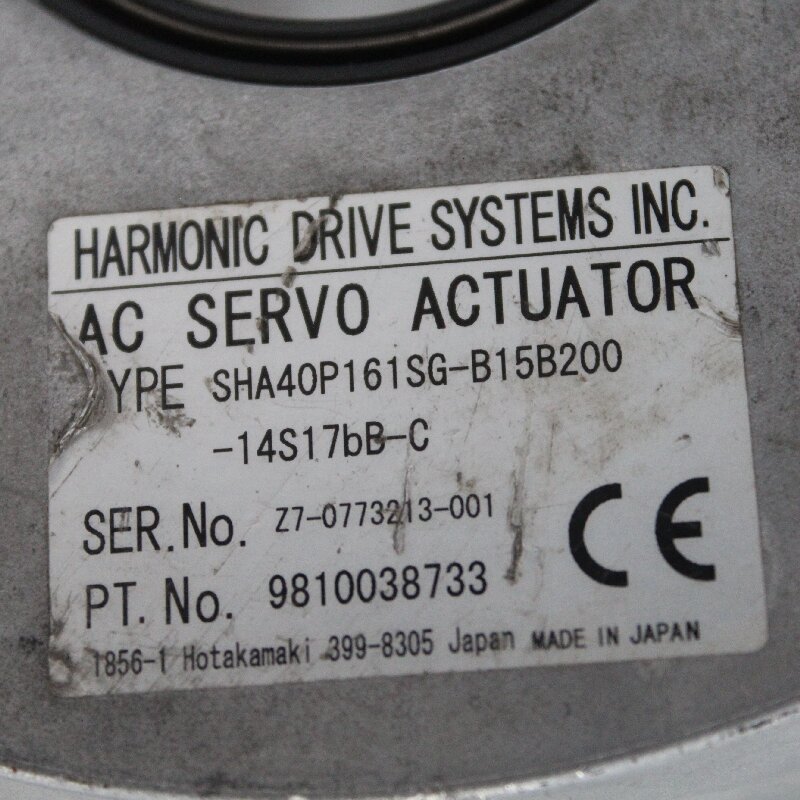 HARMONIC DRIVE SYSTEMS INC.
AC SERVO ACTUATOR
TYPE SHA40P161SG-B15B200
-14S17bB-C
SER.No. Z7-0773213-001
CE
PT.No. 9810038733
1856-1 Hotakamaki 399-8305 Japan MADE IN JAPAN